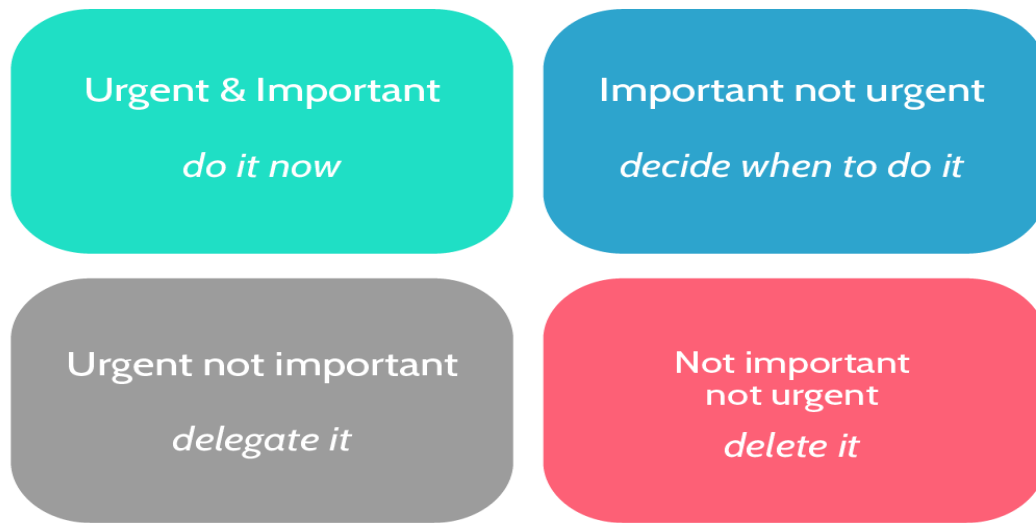 Urgent & Important
do it now
Important not urgent
decide when to do it
Urgent not important
delegate it
Not important
not urgent
delete it